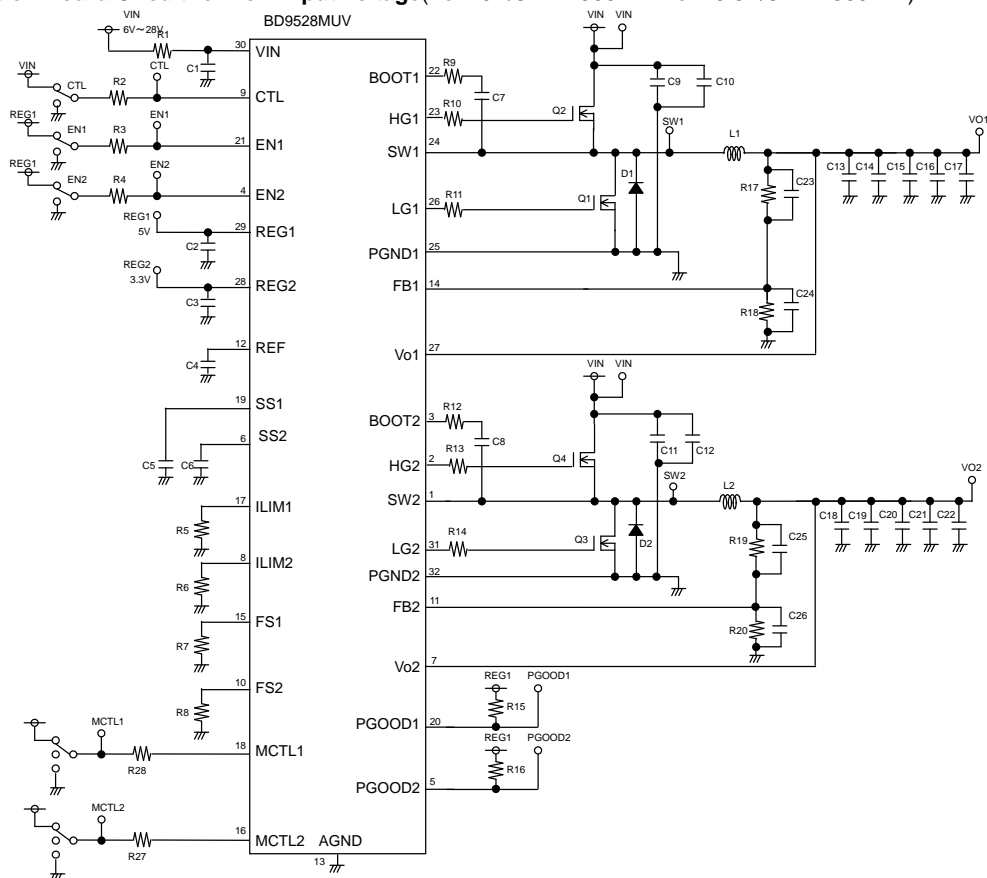 BD9528MUV
VIN
6V～28V
R1
30
VIN
C1
VIN
CTL
R2
CTL
9
CTL
REG1
EN1
R3
EN1
21
EN1
REG1
EN2
R4
EN2
4
EN2
REG1
5V
29
REG1
C2
REG2
3.3V
28
REG2
C3
12
REF
C4
19
SS1
6
SS2
C5
C6
17
ILIM1
R5
8
ILIM2
R6
15
FS1
R7
10
FS2
R8
MCTL1
18
MCTL1
R28
MCTL2
16
MCTL2
R27
AGND
13
BOOT1
22
R9
C7
HG1
23
R10
Q2
VIN
VIN
C9
C10
SW1
24
SW1
L1
VO1
D1
LG1
26
R11
Q1
PGND1
25
R17
C23
C13
C14
C15
C16
C17
FB1
14
R18
C24
Vo1
27
VIN
VIN
BOOT2
3
R12
C8
HG2
2
R13
Q4
C11
C12
SW2
1
SW2
L2
VO2
LG2
31
R14
Q3
D2
PGND2
32
R19
C25
C18
C19
C20
C21
C22
FB2
11
R20
C26
Vo2
7
REG1
PGOOD1
R15
PGOOD1
20
REG1
PGOOD2
R16
PGOOD2
5